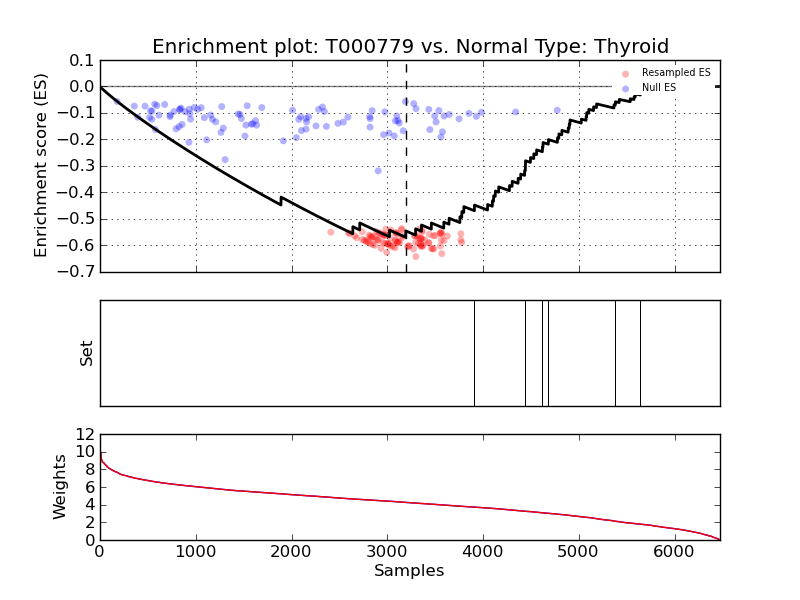 Enrichment plot: T000779 vs. Normal Type: Thyroid
Enrichment score (ES)
0.1
0.0
−0.1
−0.2
−0.3
−0.4
−0.5
−0.6
−0.7
Resampled ES
Null ES
Set
Weights
12
10
8
6
4
2
0
0 1000 2000 3000 4000 5000 6000
Samples